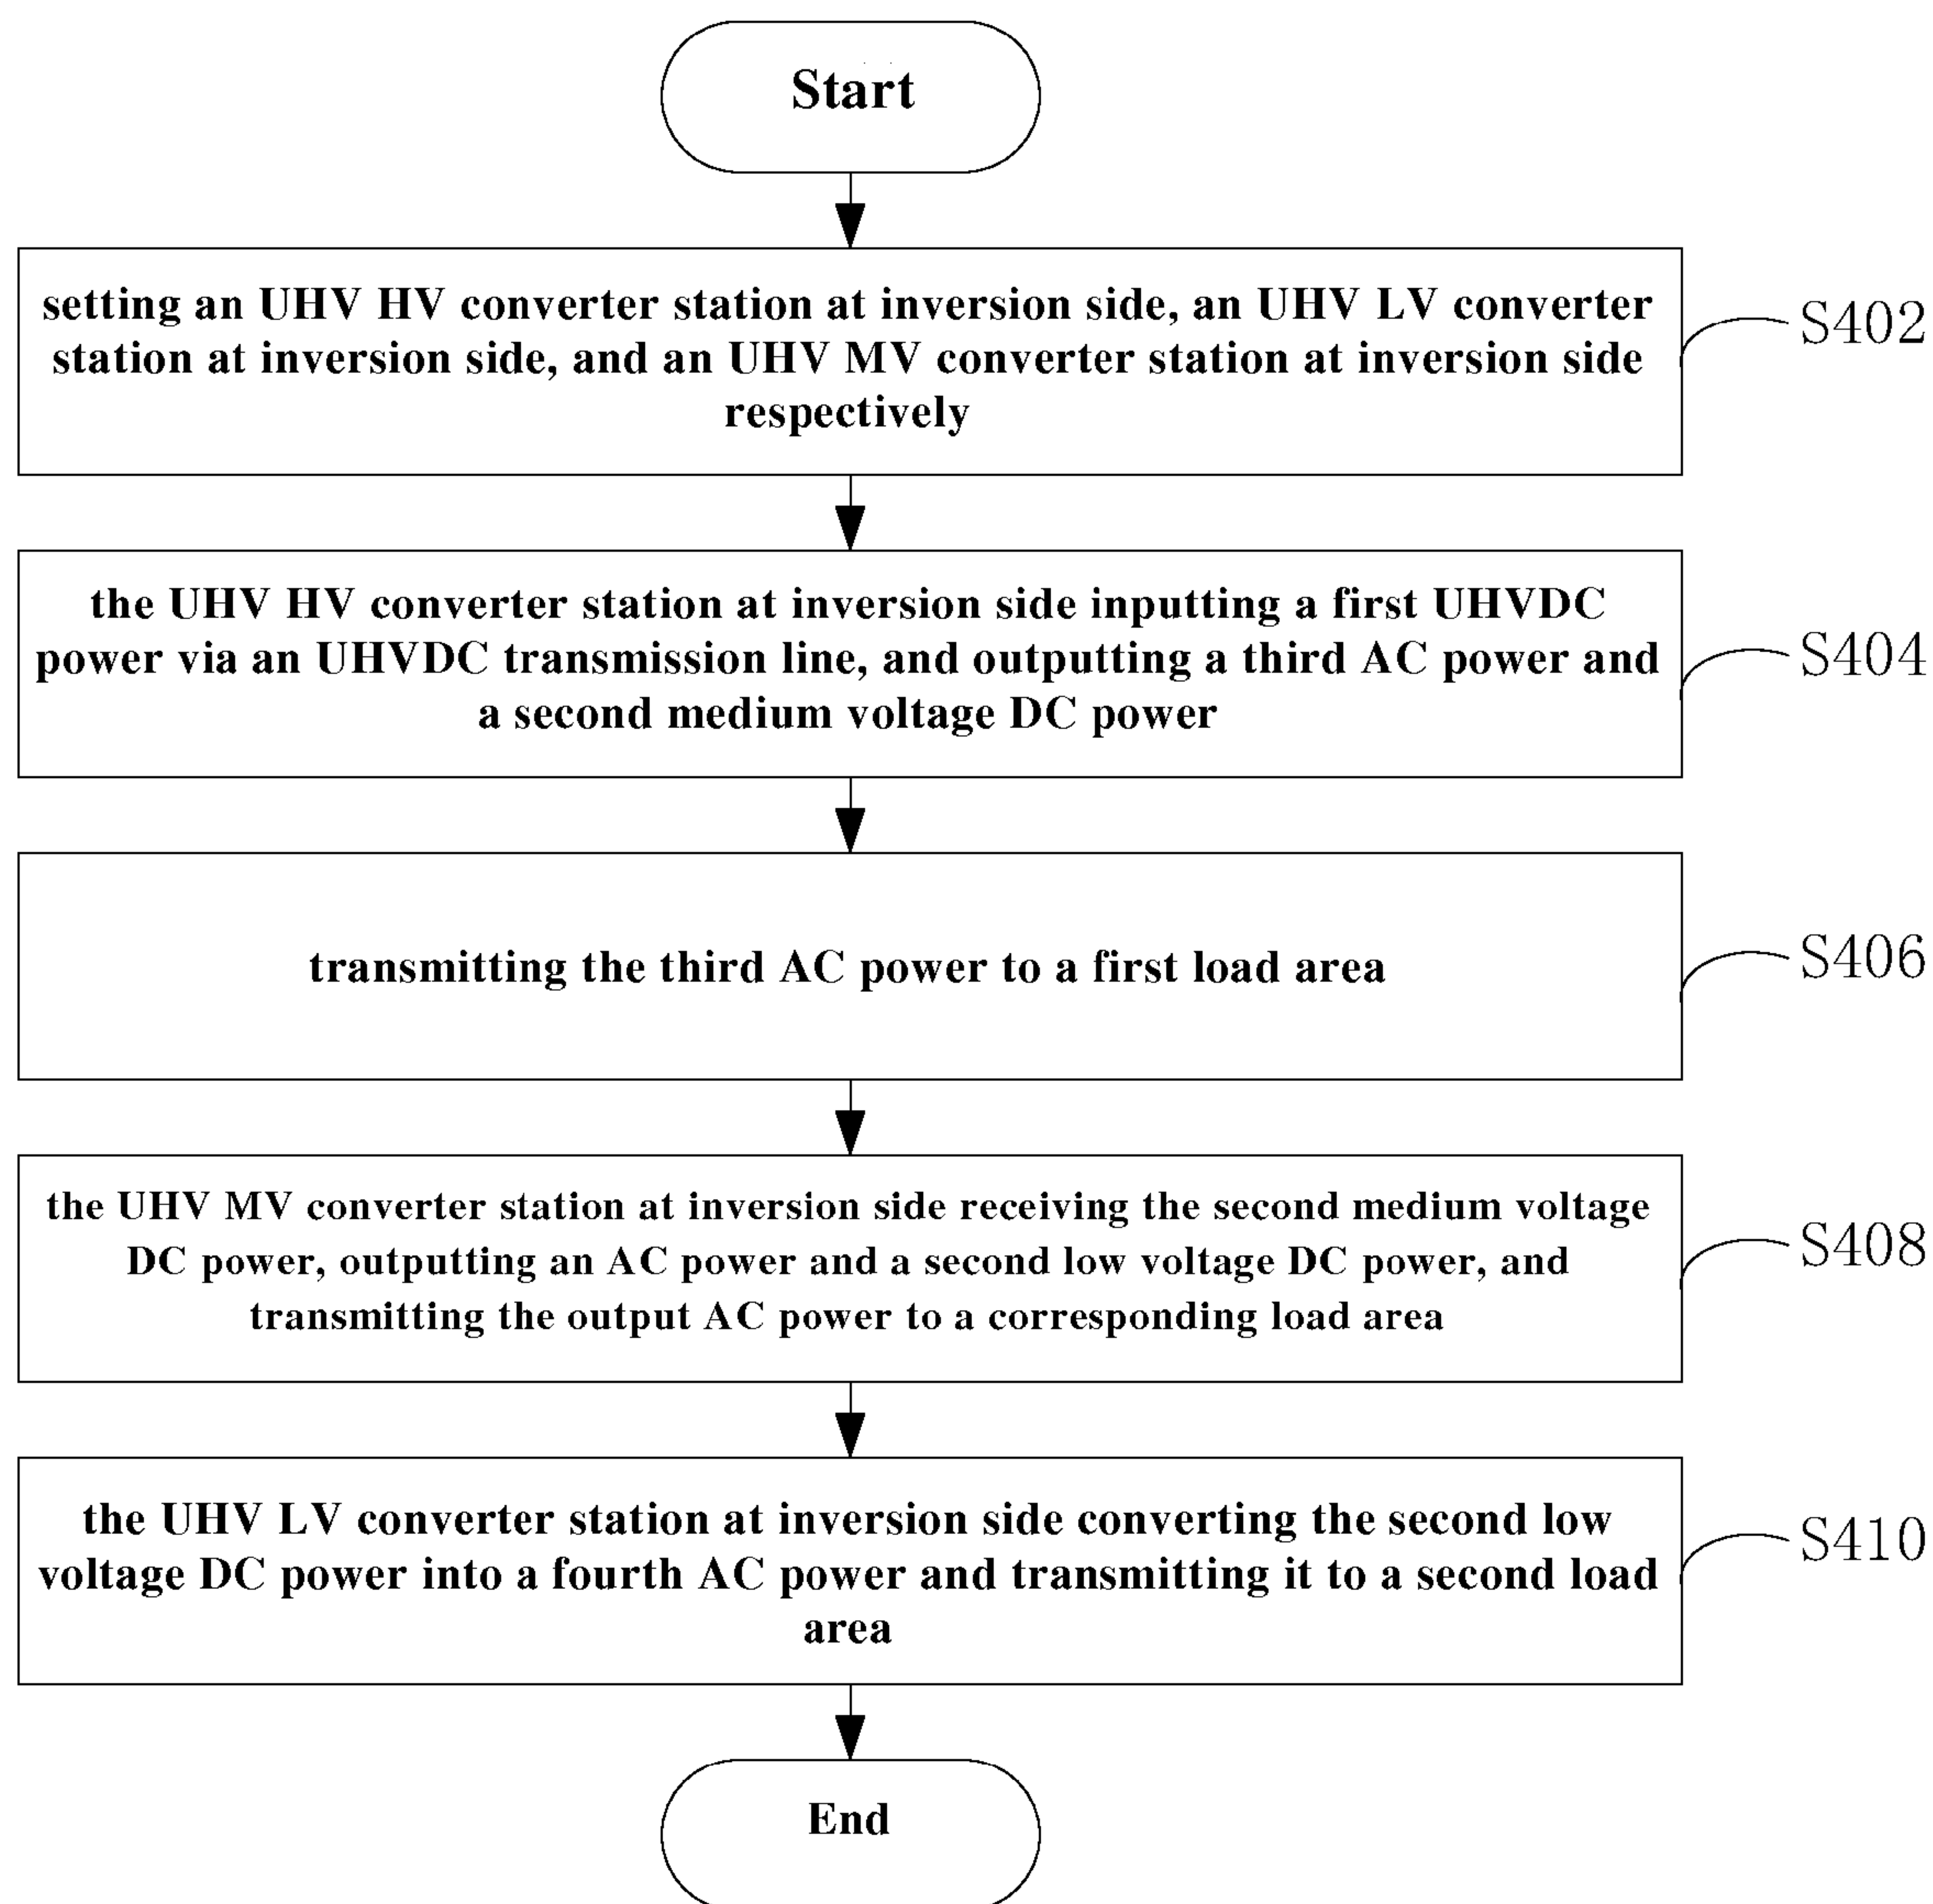 Start
setting an UHV HV converter station at inversion side, an UHV LV converter
station at inversion side, and an UHV MV converter station at inversion side
respectively
S402
the UHV HV converter station at inversion side inputting a first UHVDC
power via an UHVDC transmission line, and outputting a third AC power and
a second medium voltage DC power
S404
transmitting the third AC power to a first load area
S406
the UHV MV converter station at inversion side receiving the second medium voltage
DC power, outputting an AC power and a second low voltage DC power, and
transmitting the output AC power to a corresponding load area
S408
the UHV LV converter station at inversion side converting the second low
voltage DC power into a fourth AC power and transmitting it to a second load
area
S410
End